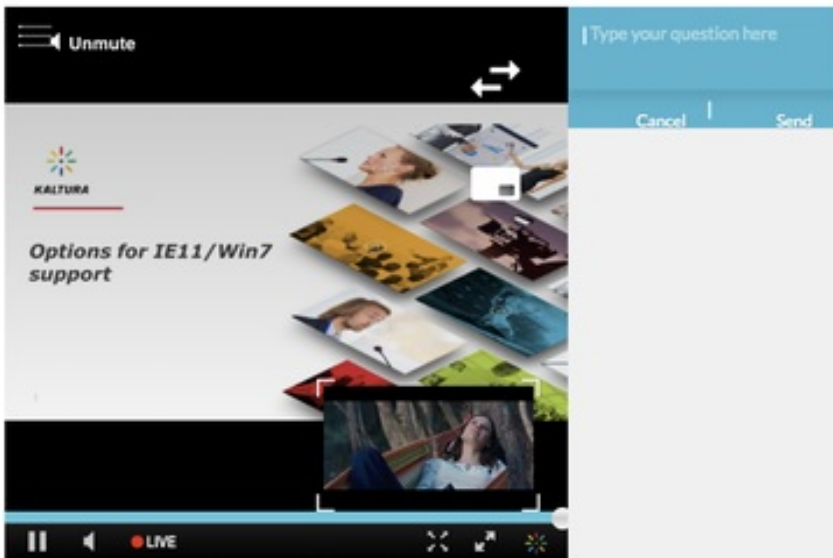 Unmute
Type your question here
Cancel
Send
KALTURA
Options for IE11/Win7
support
LIVE